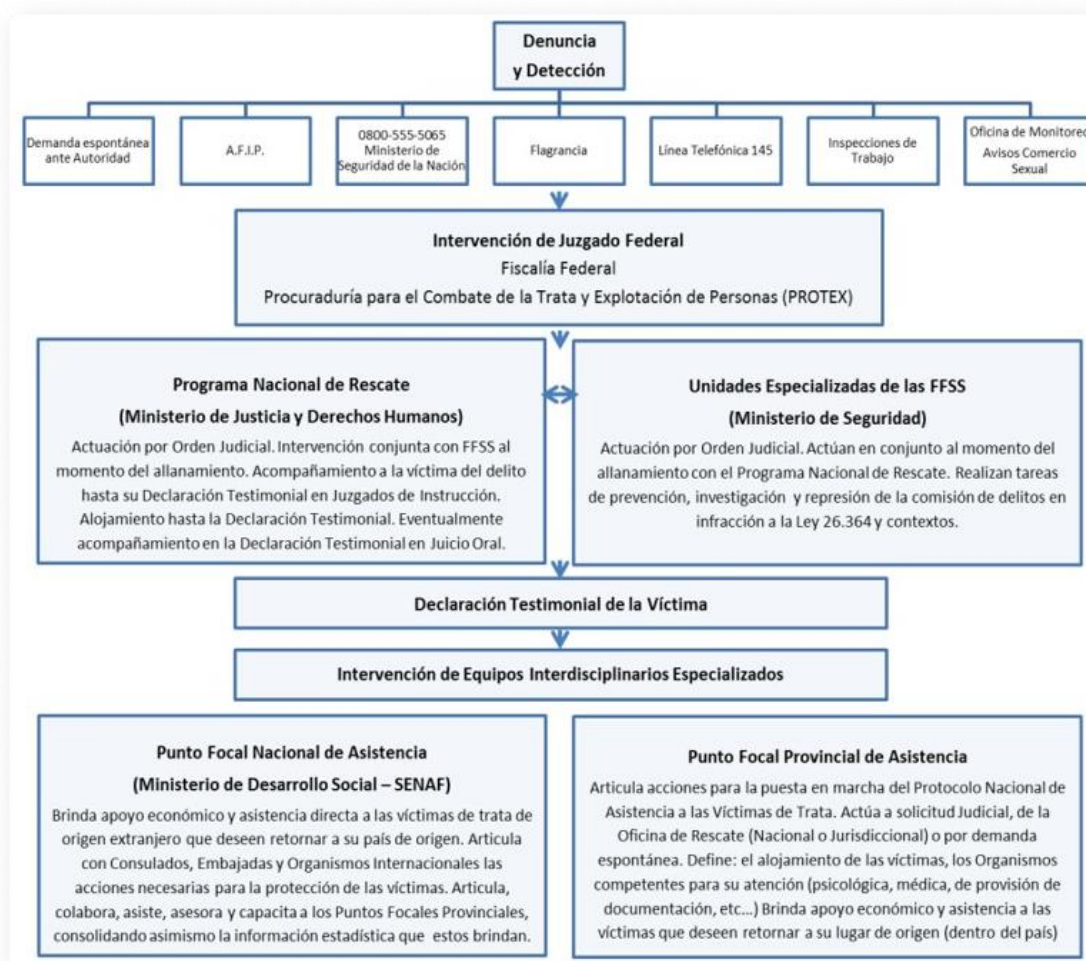 Denuncia
y Detección
Demanda espontánea
ante Autoridad
A.F.I.P.
0800-555-5065
Ministerio de
Seguridad de la Nación
Flagrancia
Línea Telefónica 145
Inspecciones de
Trabajo
Oficina de Monitoreo
Avisos Comercio
Sexual
Intervención de Juzgado Federal
Fiscalía Federal
Procuraduría para el Combate de la Trata y Explotación de Personas (PROTEX)
Programa Nacional de Rescate
(Ministerio de Justicia y Derechos Humanos)
Actuación por Orden Judicial. Intervención conjunta con FFSS al
momento del allanamiento. Acompañamiento a la víctima del delito
hasta su Declaración Testimonial en Juzgados de Instrucción.
Alojamiento hasta la Declaración Testimonial. Eventualmente
acompañamiento en la Declaración Testimonial en Juicio Oral.
Unidades Especializadas de las FFSS
(Ministerio de Seguridad)
Actuación por Orden Judicial. Actúan en conjunto al momento del
allanamiento con el Programa Nacional de Rescate. Realizan tareas
de prevención, investigación y represión de la comisión de delitos en
infracción a la Ley 26.364 y contextos.
Declaración Testimonial de la Víctima
Intervención de Equipos Interdisciplinarios Especializados
Punto Focal Nacional de Asistencia
(Ministerio de Desarrollo Social – SENAF)
Brinda apoyo económico y asistencia directa a las víctimas de trata de
origen extranjero que deseen retornar a su país de origen. Articula
con Consulados, Embajadas y Organismos Internacionales las
acciones necesarias para la protección de las víctimas. Articula,
colabora, asiste, asesora y capacita a los Puntos Focales Provinciales,
consolidando asimismo la información estadística que estos brindan.
Punto Focal Provincial de Asistencia
Articula acciones para la puesta en marcha del Protocolo Nacional de
Asistencia a las Víctimas de Trata. Actúa a solicitud Judicial, de la
Oficina de Rescate (Nacional o Jurisdiccional) o por demanda
espontánea. Define: el alojamiento de las víctimas, los Organismos
competentes para su atención (psicológica, médica, de provisión de
documentación, etc...) Brinda apoyo económico y asistencia a las
víctimas que deseen retornar a su lugar de origen (dentro del país)